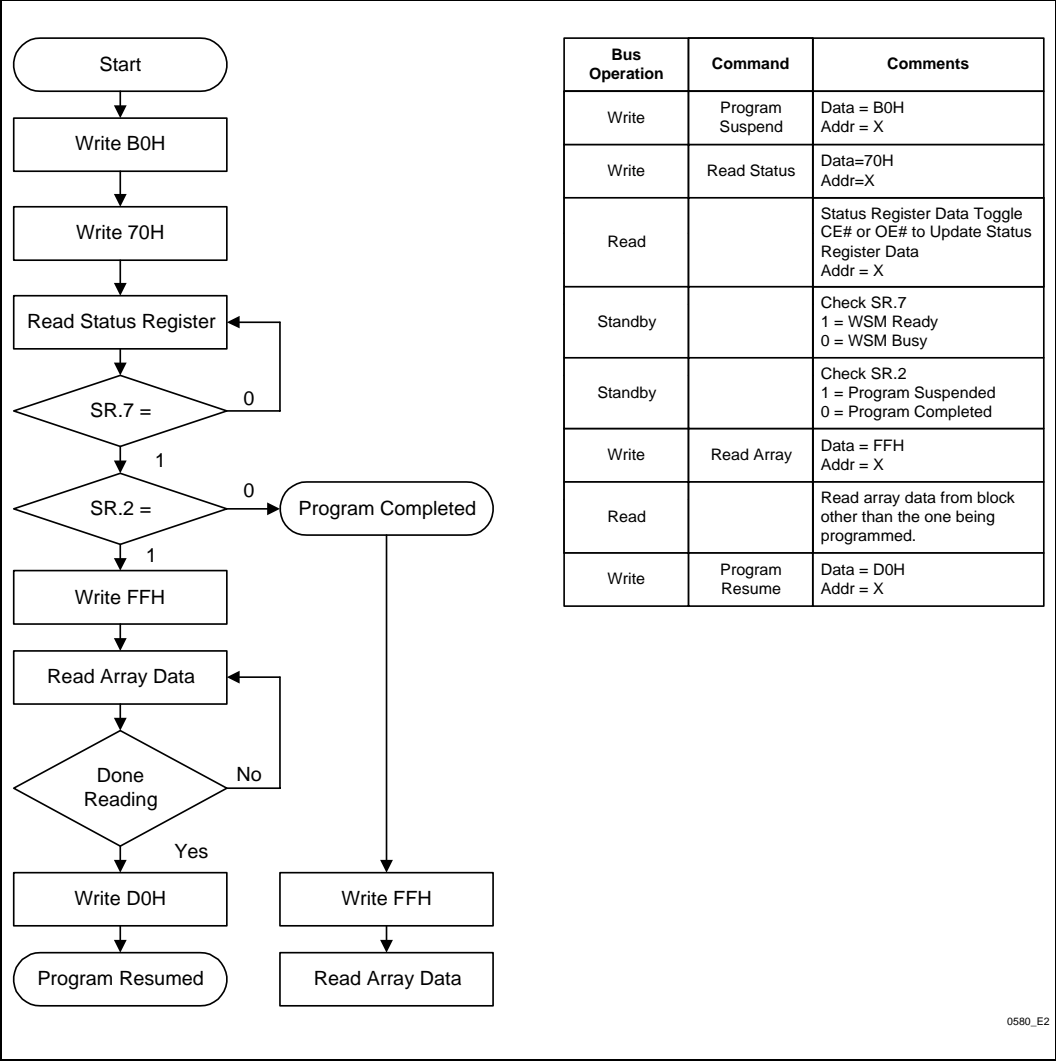 Start
Write B0H
Write 70H
Read Status Register
SR.7 =
0
1
SR.2 =
0
Program Completed
1
Write FFH
Read Array Data
Done
Reading
No
Yes
Write D0H
Program Resumed
Write FFH
Read Array Data
Bus
Operation
Command
Comments
Write
Program
Suspend
Data = B0H
Addr = X
Write
Read Status
Data=70H
Addr=X
Read
Status Register Data Toggle
CE# or OE# to Update Status
Register Data
Addr = X
Standby
Check SR.7
1 = WSM Ready
0 = WSM Busy
Standby
Check SR.2
1 = Program Suspended
0 = Program Completed
Write
Read Array
Data = FFH
Addr = X
Read
Read array data from block
other than the one being
programmed.
Write
Program
Resume
Data = D0H
Addr = X
0580_E2